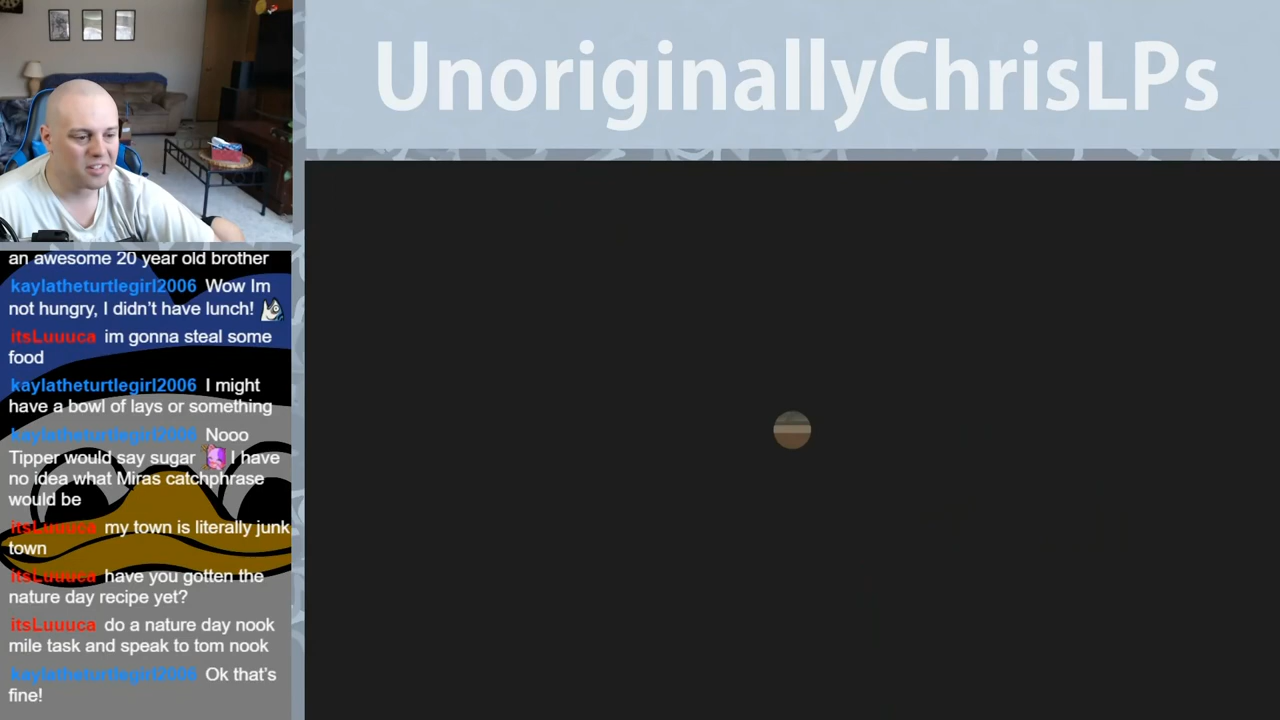 UnoriginallyChrisLPs
an awesome 20 year old brother
kaylatheturtlegirl2006 Wow Im
not hungry, I didn't have lunch!
itsLuuuca im gonna steal some
food
kaylatheturtlegirl2006 I might
have a bowl of lays or something
kaylatheturtlegirl2006 Nooo
Tipper would say sugar I have
no idea what Miras catchphrase
would be
itsLuuuca my town is literally junk
town
itsLuuuca have you gotten the
nature day recipe yet?
itsLuuuca do a nature day nook
mile task and speak to tom nook
kaylatheturtlegirl2006 Ok that's
fine!